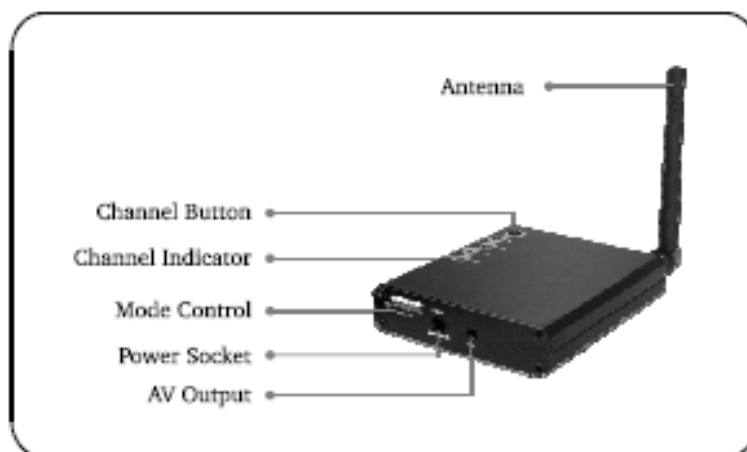 Antenna
Channel Button
Channel Indicator
Mode Control
Power Socket
AV Output